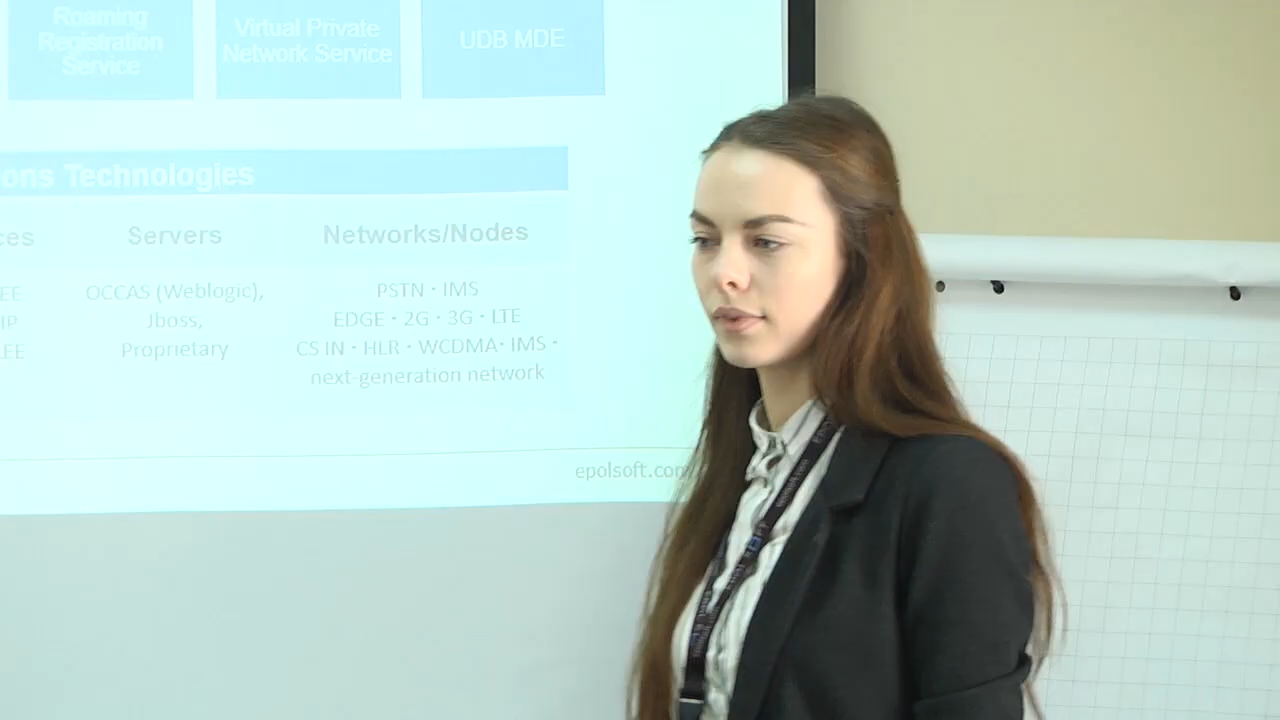 Roaming
Registration
Service
Virtual Private
Network Service
UDB MDE
ons Technologies
ces
Servers
Networks/Nodes
EE
OCCAS (Weblogic),
PSTN · IMS
IP
Jboss,
EDGE · 2G · 3G · LTE
EE
Proprietary
CS IN · HLR · WCDMA · IMS ·
next-generation network
epolsoft.com